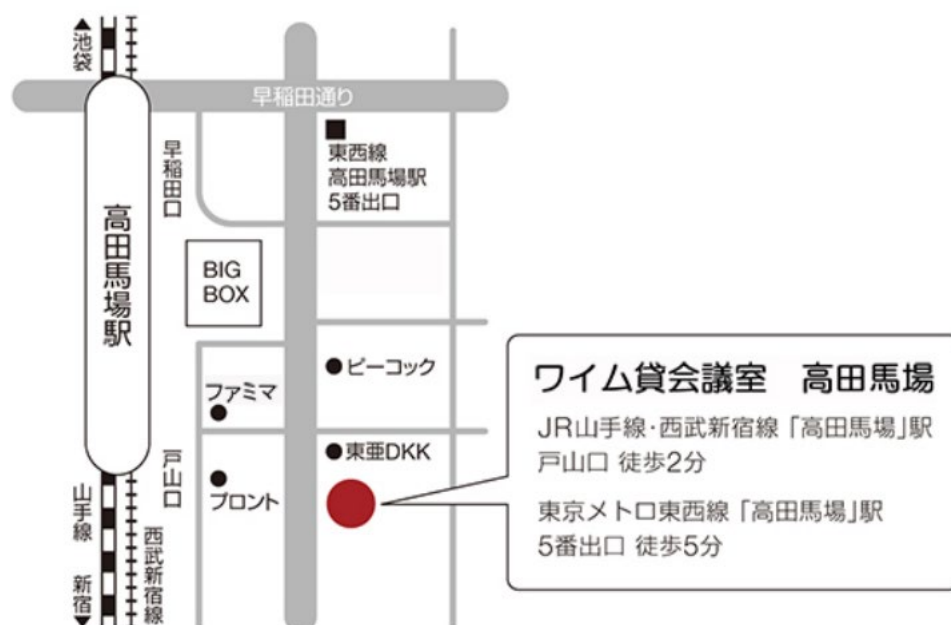 ▲池袋
早稲田通り
早稲田口
東西線
高田馬場駅
5番出口
高田馬場駅
BIG
BOX
ピーコック
ファミマ
東亜DKK
戸山口
プロント
山手線
新宿▼
西武新宿線
ワイム貸会議室 高田馬場
JR山手線・西武新宿線「高田馬場」駅
戸山口 徒歩2分
東京メトロ東西線「高田馬場」駅
5番出口 徒歩5分